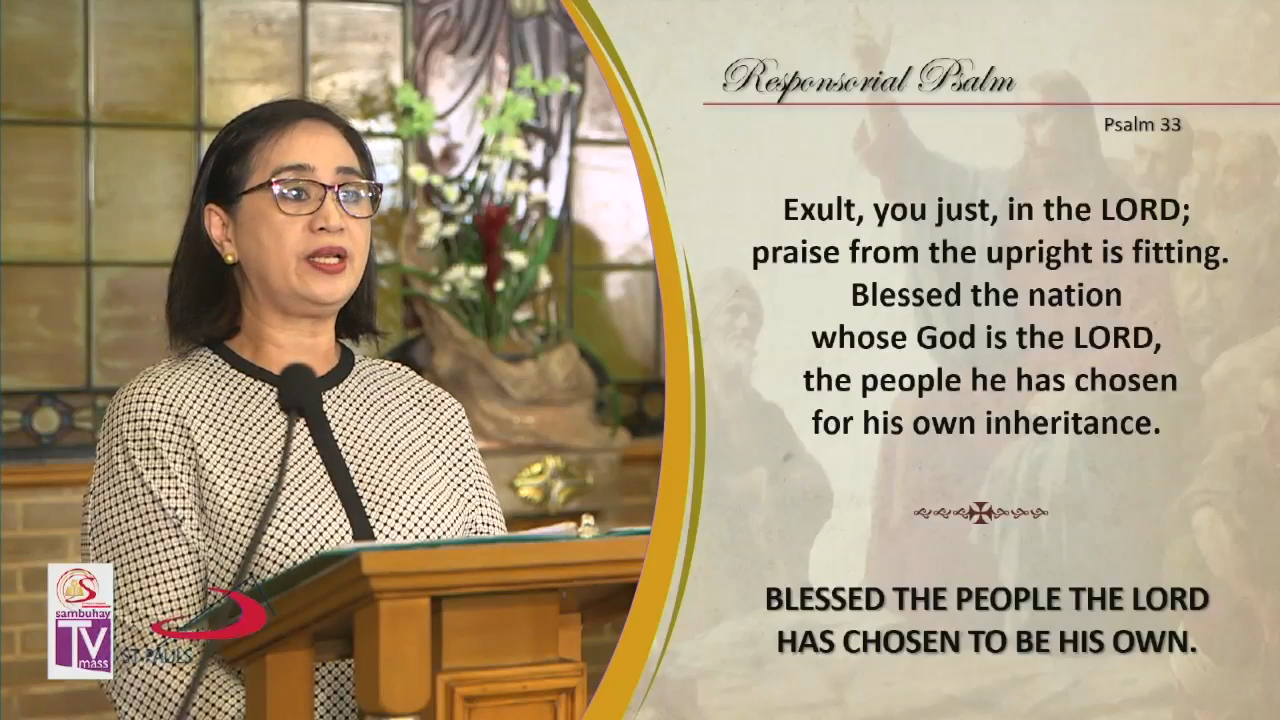 Responsorial Psalm
Psalm 33
Exult, you just, in the LORD;
praise from the upright is fitting.
Blessed the nation
whose God is the LORD,
the people he has chosen
for his own inheritance.
BLESSED THE PEOPLE THE LORD
HAS CHOSEN TO BE HIS OWN.
sambuhay
TV
mass
ST PAULS